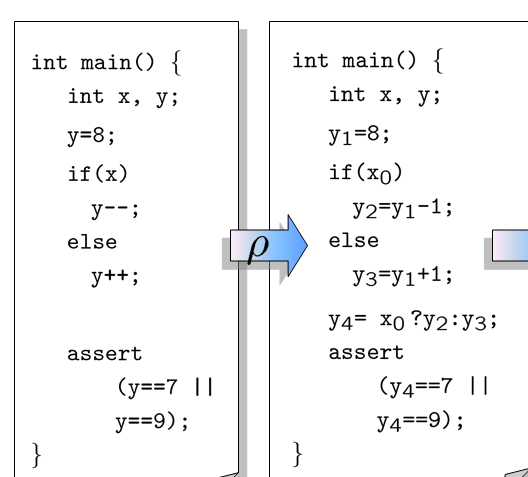 int main() {
int x, y;
y=8;
if(x)
y--;
else
y++;
assert
(y==7 ||
y==9);
}
ρ
int main() {
int x, y;
y₁=8;
if(x₀)
y₂=y₁-1;
else
y₃=y₁+1;
y₄= x₀?y₂:y₃;
assert
(y₄==7 ||
y₄==9);
}